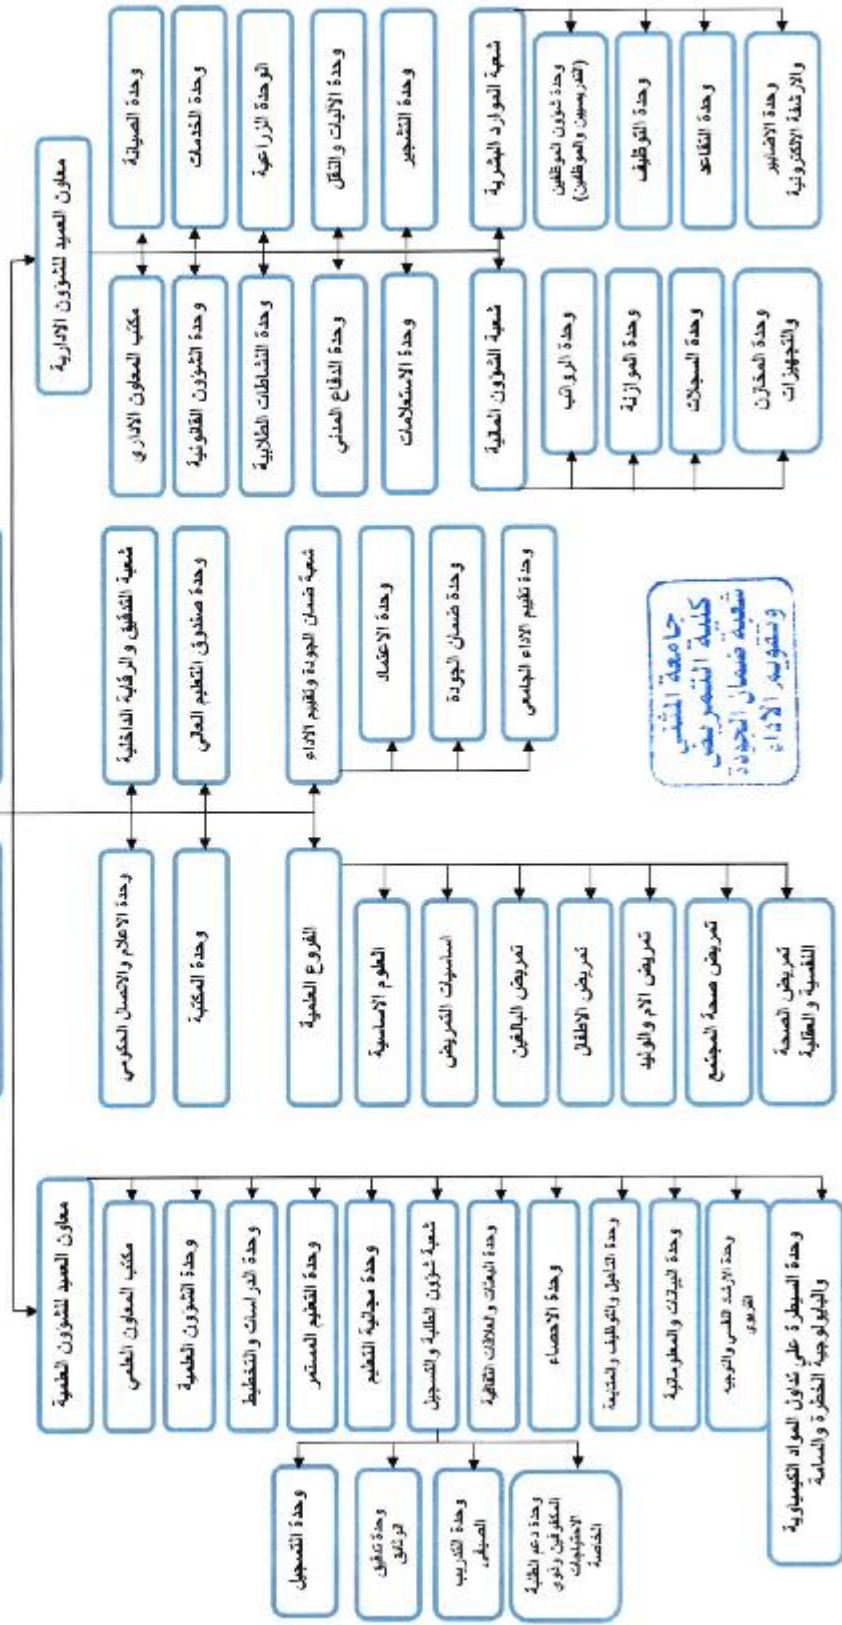 معاون العميد للشؤون الادارية
مكتب المعاون الاداري
وحدة الصيانة
وحدة الشؤون القانونية
وحدة الخدمات
وحدة النشاطات الطلابية
الوحدة الزراعية
وحدة الدفاع المدني
وحدة الآليات والنقل
وحدة الاستعلامات
وحدة التشجير
شعبة الشؤون المالية
شعبة الموارد البشرية
وحدة الرواتب
وحدة الموازنة
وحدة السجلات
وحدة المخازن
والتجهيزات
وحدة شؤون الموظفين
(التدريسيين والموظفين)
وحدة التوظيف
وحدة التقاعد
وحدة الاضابير
والارشفة الالكترونية
شعبة التدقيق والرقابة الداخلية
وحدة الاعلام والاتصال الحكومي
وحدة صندوق التعليم العالي
وحدة المكتبة
شعبة ضمان الجودة وتقييم الاداء
وحدة الاعتماد
وحدة ضمان الجودة
وحدة تقييم الاداء الجامعي
الفروع العلمية
العلوم الاساسية
اساسيات التمريض
تمريض البالغين
تمريض الاطفال
تمريض الام والوليد
تمريض صحة المجتمع
تمريض الصحة
النفسية والعقلية
معاون العميد للشؤون العلمية
مكتب المعاون العلمي
وحدة الشؤون العلمية
وحدة الدراسات والتخطيط
وحدة التعليم المستمر
وحدة مجانية التعليم
شعبة شؤون الطلبة والتسجيل
وحدة البعثات والعلاقات الثقافية
وحدة الاحصاء
وحدة التاهيل والتوظيف والمتابعة
وحدة البيانات والمعلوماتية
وحدة الارشاد النفسي والتوجيه
التربوي
وحدة السيطرة على تداول المواد الكيمياوية
والبايولوجية الخطرة والسامة
وحدة التسجيل
وحدة تدقيق
الوثائق
وحدة التدريب
الصيفي
وحدة دعم الطلبة
المكفوفين وذوي
الاحتياجات
الخاصة
جامعة المثنى
كلية التمريض
شعبة ضمان الجودة
وتقويم الاداء